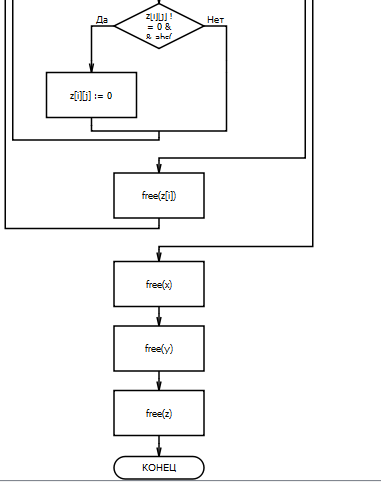 z[i][j] !
= 0 &
Да
Нет
z[i][j] := 0
free(z[i])
free(x)
free(y)
free(z)
КОНЕЦ